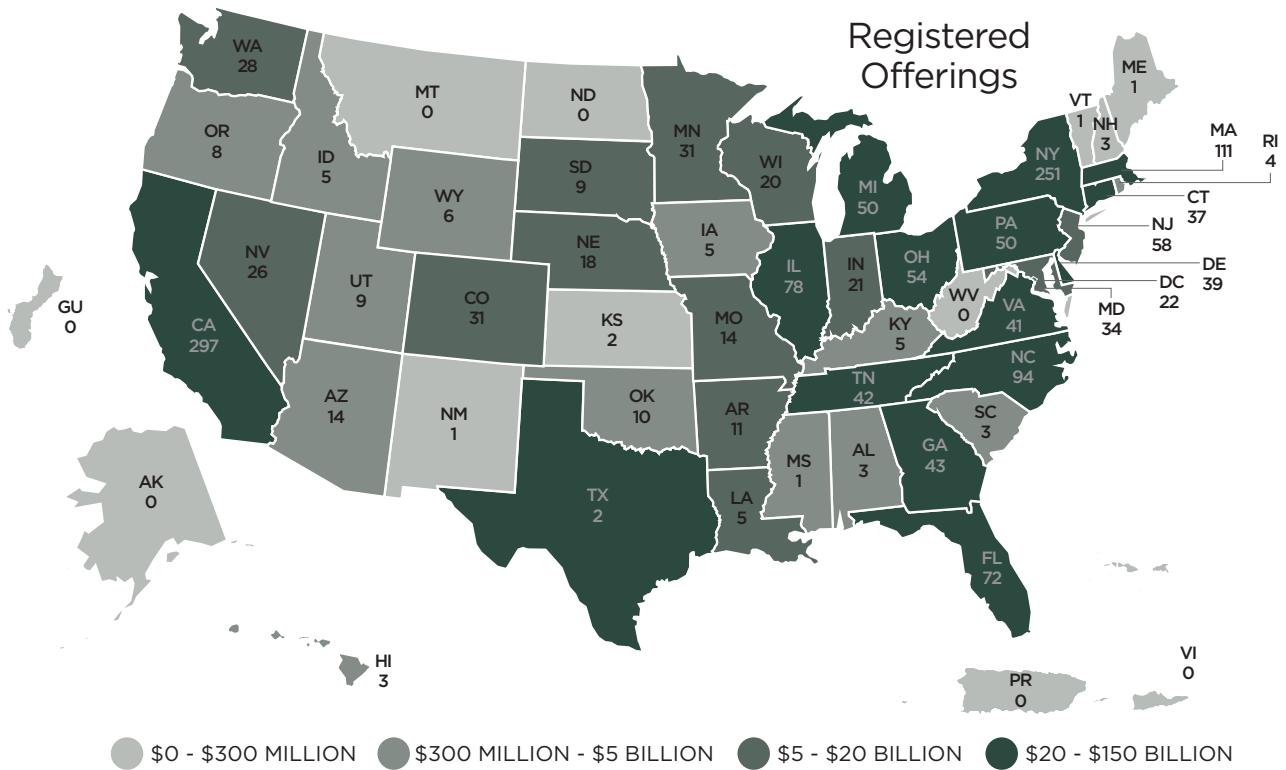 Registered
Offerings
WA
28
MT
0
ND
0
MN
31
ME
1
VT
1
NH
3
MA
111
RI
4
OR
8
ID
5
WY
6
SD
9
WI
20
MI
50
NY
251
CT
37
NJ
58
NV
26
UT
9
CO
31
NE
18
IA
5
IL
78
IN
21
OH
54
PA
50
DE
39
DC
22
MD
34
GU
0
CA
297
KS
2
MO
14
KY
5
WV
0
VA
41
AZ
14
NM
1
OK
10
AR
11
TN
42
NC
94
SC
3
AK
0
TX
2
LA
5
MS
1
AL
3
GA
43
FL
72
HI
3
PR
0
VI
0
$0 - $300 MILLION
$300 MILLION - $5 BILLION
$5 - $20 BILLION
$20 - $150 BILLION